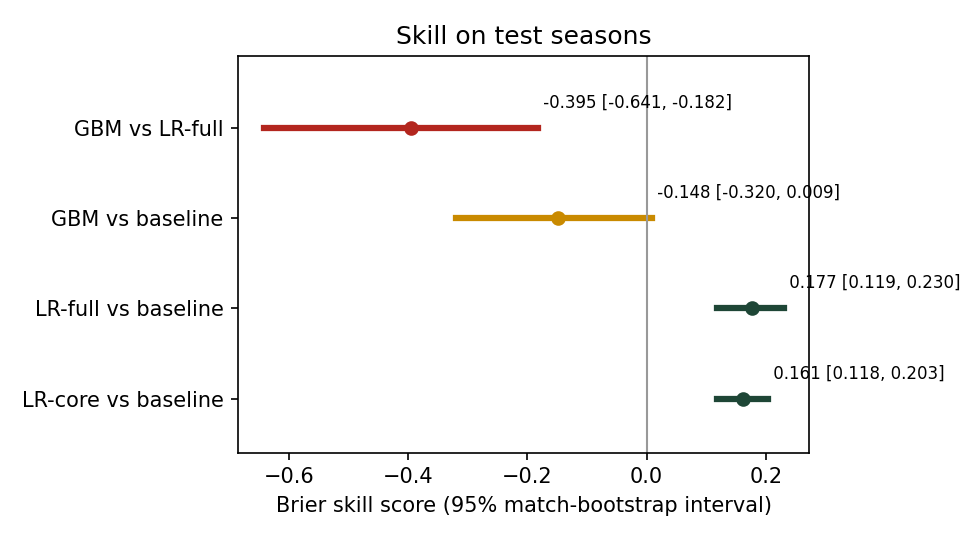 Skill on test seasons
GBM vs LR-full
-0.395 [-0.641, -0.182]
GBM vs baseline
-0.148 [-0.320, 0.009]
LR-full vs baseline
0.177 [0.119, 0.230]
LR-core vs baseline
0.161 [0.118, 0.203]
−0.6 −0.4 −0.2 0.0 0.2
Brier skill score (95% match-bootstrap interval)